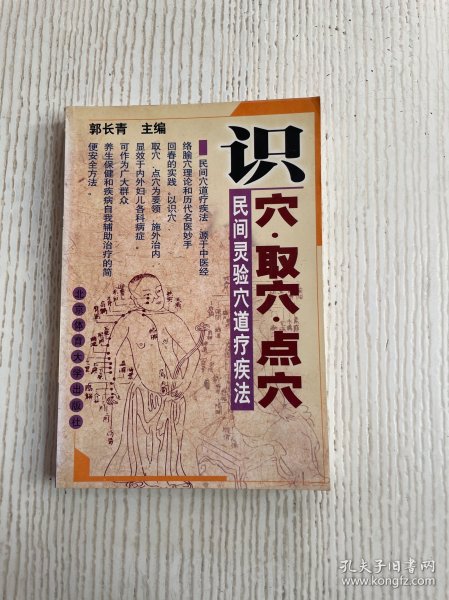 郭长青 主编
识
穴·取穴·点穴
民间灵验穴道疗疾法
民间穴道疗疾法，源于中医经
络腧穴理论和历代名医妙手
回春的实践。以识穴、
取穴、点穴为要领，施外治内，
显效于内外妇儿各科病症。
可作为广大群众
养生保健和疾病自我辅助治疗的简
便安全方法。
北京体育大学出版社
孔夫子旧书网
www.kongfz.com